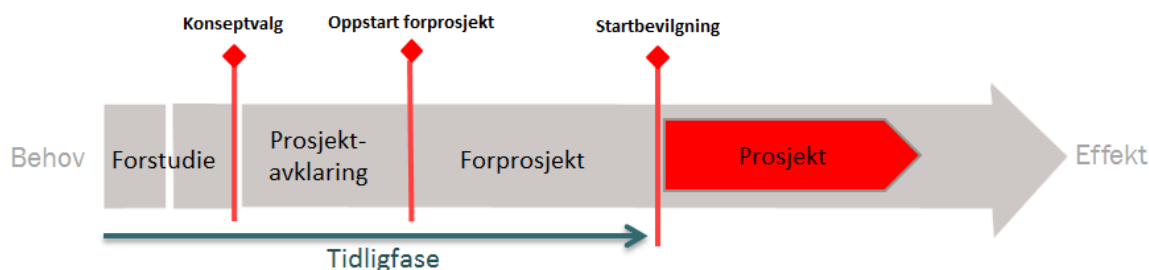 Konseptvalg
Oppstart forprosjekt
Startbevilgning
Behov
Forstudie
Prosjekt-
avklaring
Forprosjekt
Prosjekt
Effekt
Tidligfase